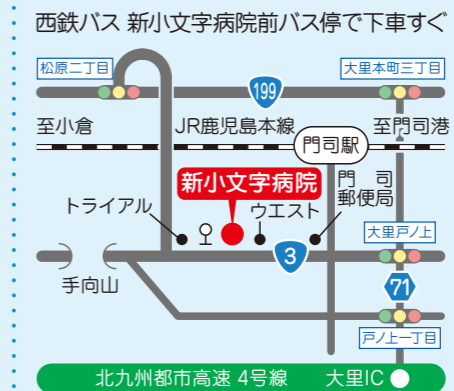 西鉄バス 新小文字病院前バス停で下車すぐ
松原二丁目
大里本町三丁目
199
至小倉
JR鹿児島本線
至門司港
門司駅
新小文字病院
トライアル
ウエスト
門司
郵便局
大里戸ノ上
3
手向山
71
戸ノ上一丁目
北九州都市高速 4号線 大里IC